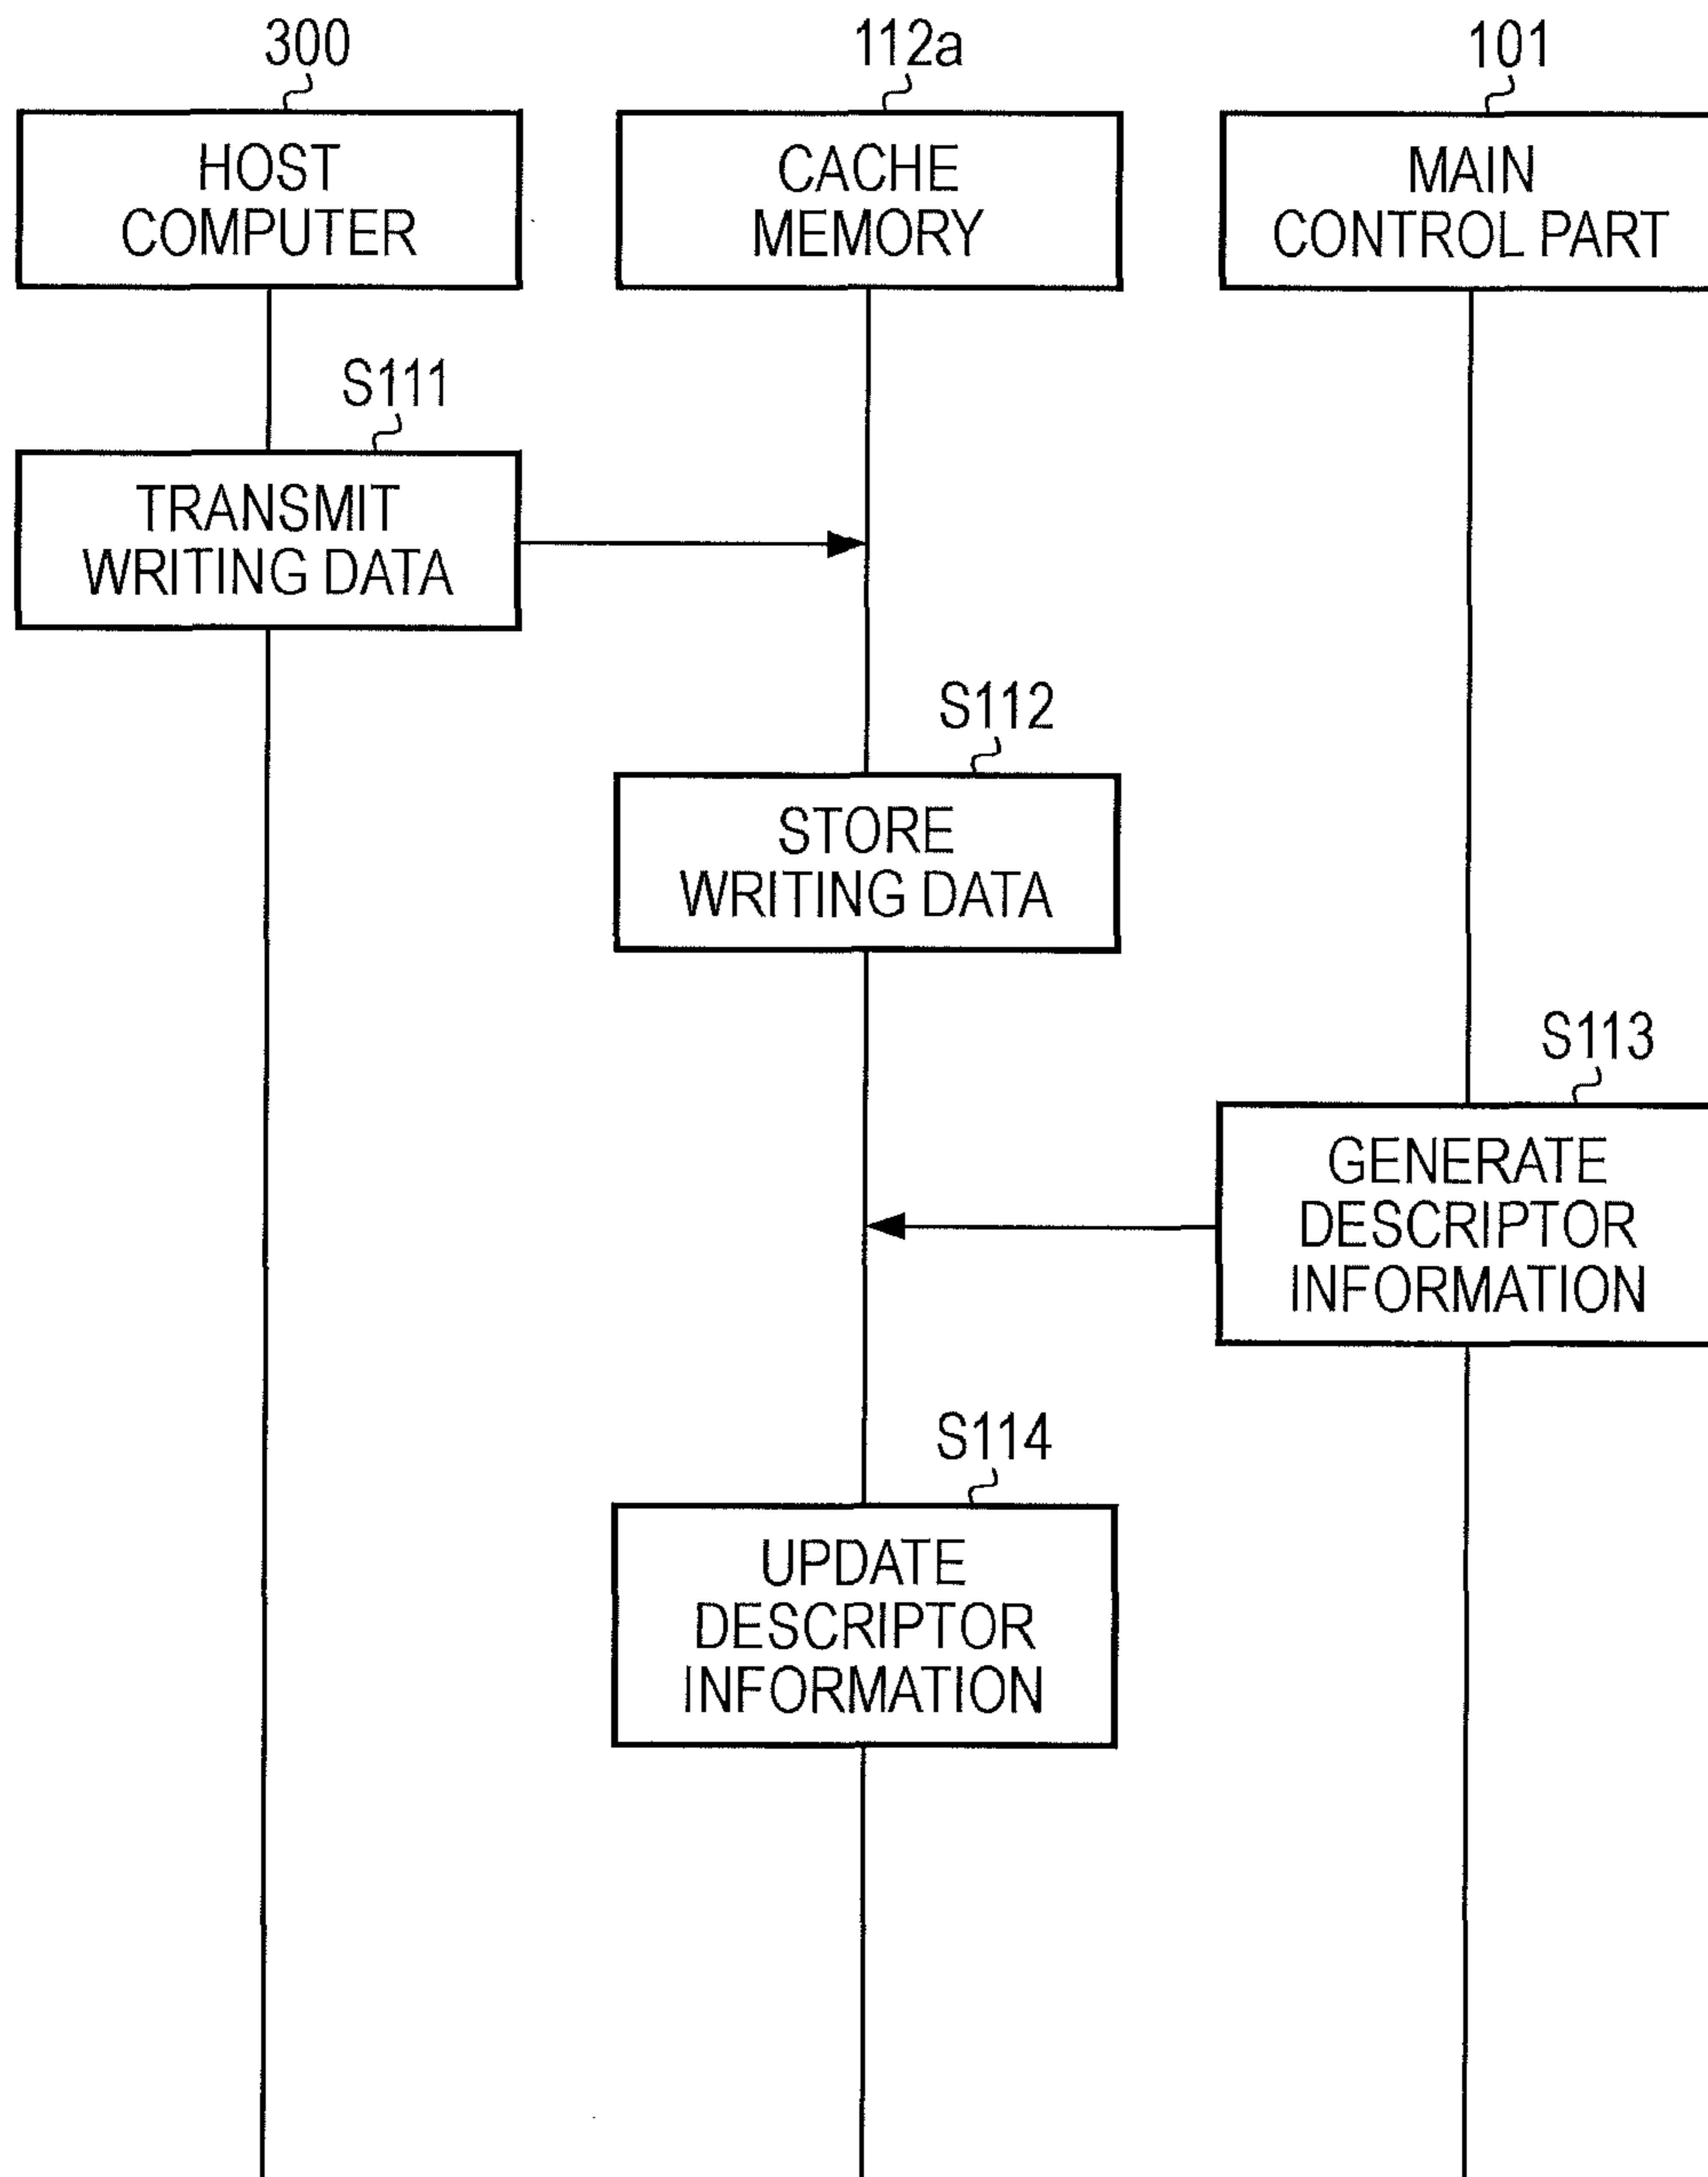 300
112a
101
HOST
COMPUTER
CACHE
MEMORY
MAIN
CONTROL PART
S111
TRANSMIT
WRITING DATA
S112
STORE
WRITING DATA
S113
GENERATE
DESCRIPTOR
INFORMATION
S114
UPDATE
DESCRIPTOR
INFORMATION